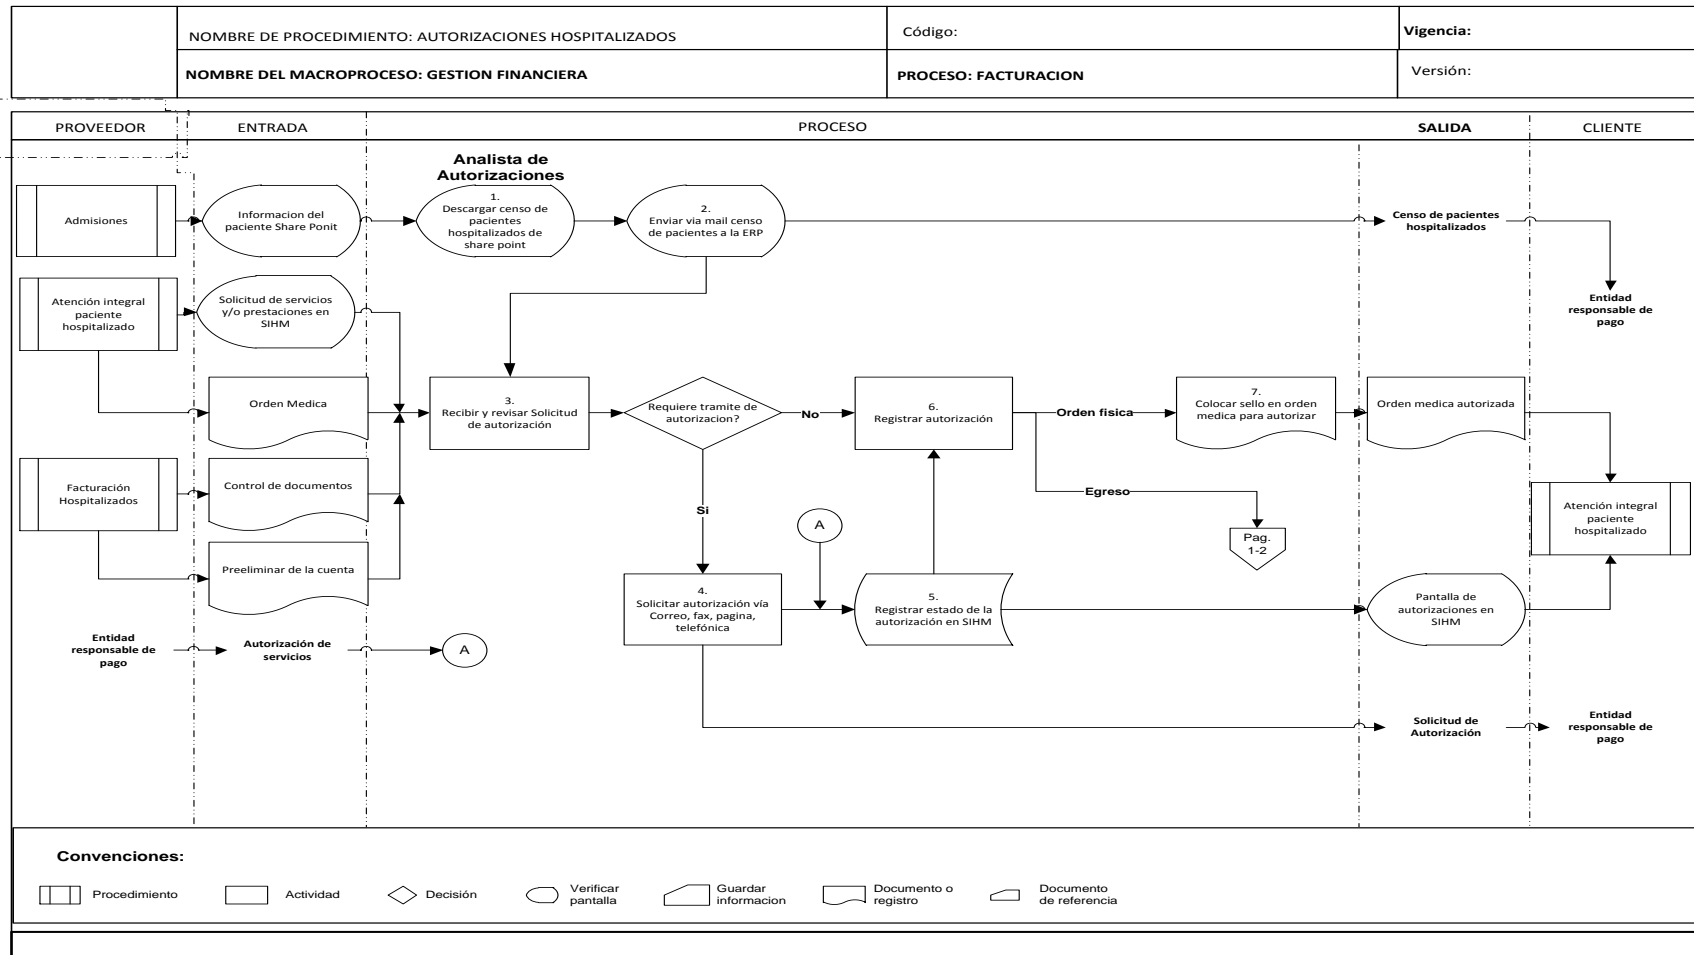 NOMBRE DE PROCEDIMIENTO: AUTORIZACIONES HOSPITALIZADOS
Código:
Vigencia:
NOMBRE DEL MACROPROCESO: GESTION FINANCIERA
PROCESO: FACTURACION
Versión:
PROVEEDOR
ENTRADA
PROCESO
SALIDA
CLIENTE
Analista de
Autorizaciones
Admisiones
Informacion del
paciente Share Ponit
1.
Descargar censo de
pacientes
hospitalizados de
share point
2.
Enviar via mail censo
de pacientes a la ERP
Censo de pacientes
hospitalizados
Entidad
responsable de
pago
Atención integral
paciente
hospitalizado
Solicitud de servicios
y/o prestaciones en
SIHM
Orden Medica
3.
Recibir y revisar Solicitud
de autorización
Requiere tramite de
autorizacion?
No
6.
Registrar autorización
Orden fisica
7.
Colocar sello en orden
medica para autorizar
Orden medica autorizada
Facturación
Hospitalizados
Control de documentos
Si
A
Egreso
Pag.
1-2
Atención integral
paciente
hospitalizado
Preeliminar de la cuenta
4.
Solicitar autorización vía
Correo, fax, pagina,
telefónica
5.
Registrar estado de la
autorización en SIHM
Pantalla de
autorizaciones en
SIHM
Entidad
responsable de
pago
Autorización de
servicios
A
Solicitud de
Autorización
Entidad
responsable de
pago
Convenciones:
Procedimiento
Actividad
Decisión
Verificar
pantalla
Guardar
informacion
Documento o
registro
Documento
de referencia